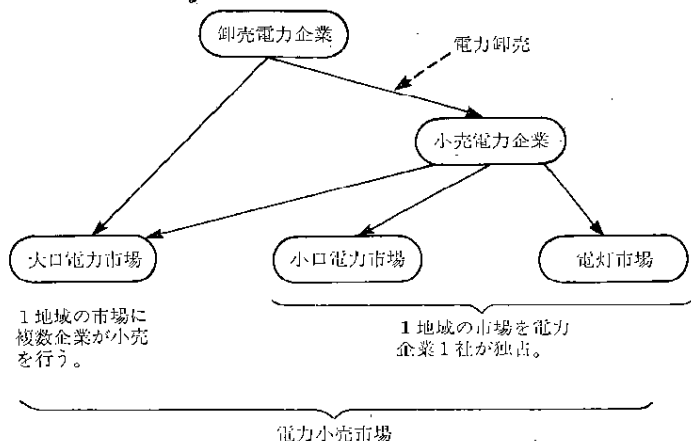 卸売電力企業
電力卸売
小売電力企業
大口電力市場
小口電力市場
電灯市場
1地域の市場に
複数企業が小売
を行う。
1地域の市場を電力
企業1社が独占。
電力小売市場